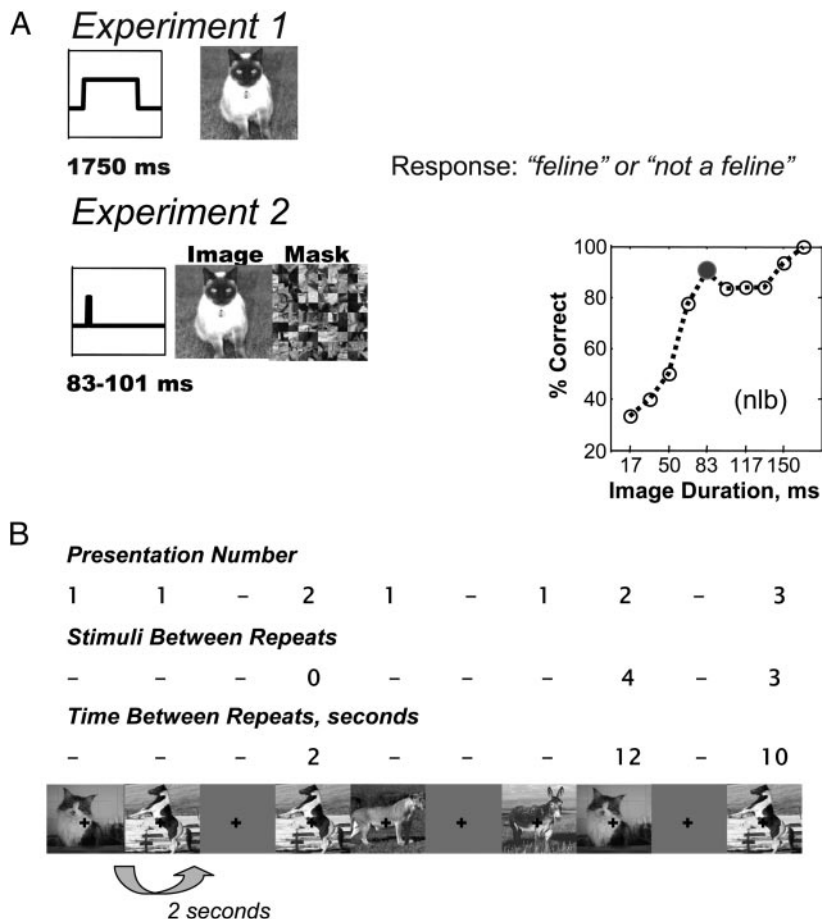 A
Experiment 1
1750 ms
Response: "feline" or "not a feline"
Experiment 2
Image Mask
83-101 ms
100
80
60
40
20
% Correct
(nlb)
17 50 83 117 150
Image Duration, ms
B
Presentation Number
1 1 – 2 1 – 1 2 – 3
Stimuli Between Repeats
– – – 0 – – – 4 – 3
Time Between Repeats, seconds
– – – 2 – – – 12 – 10
2 seconds